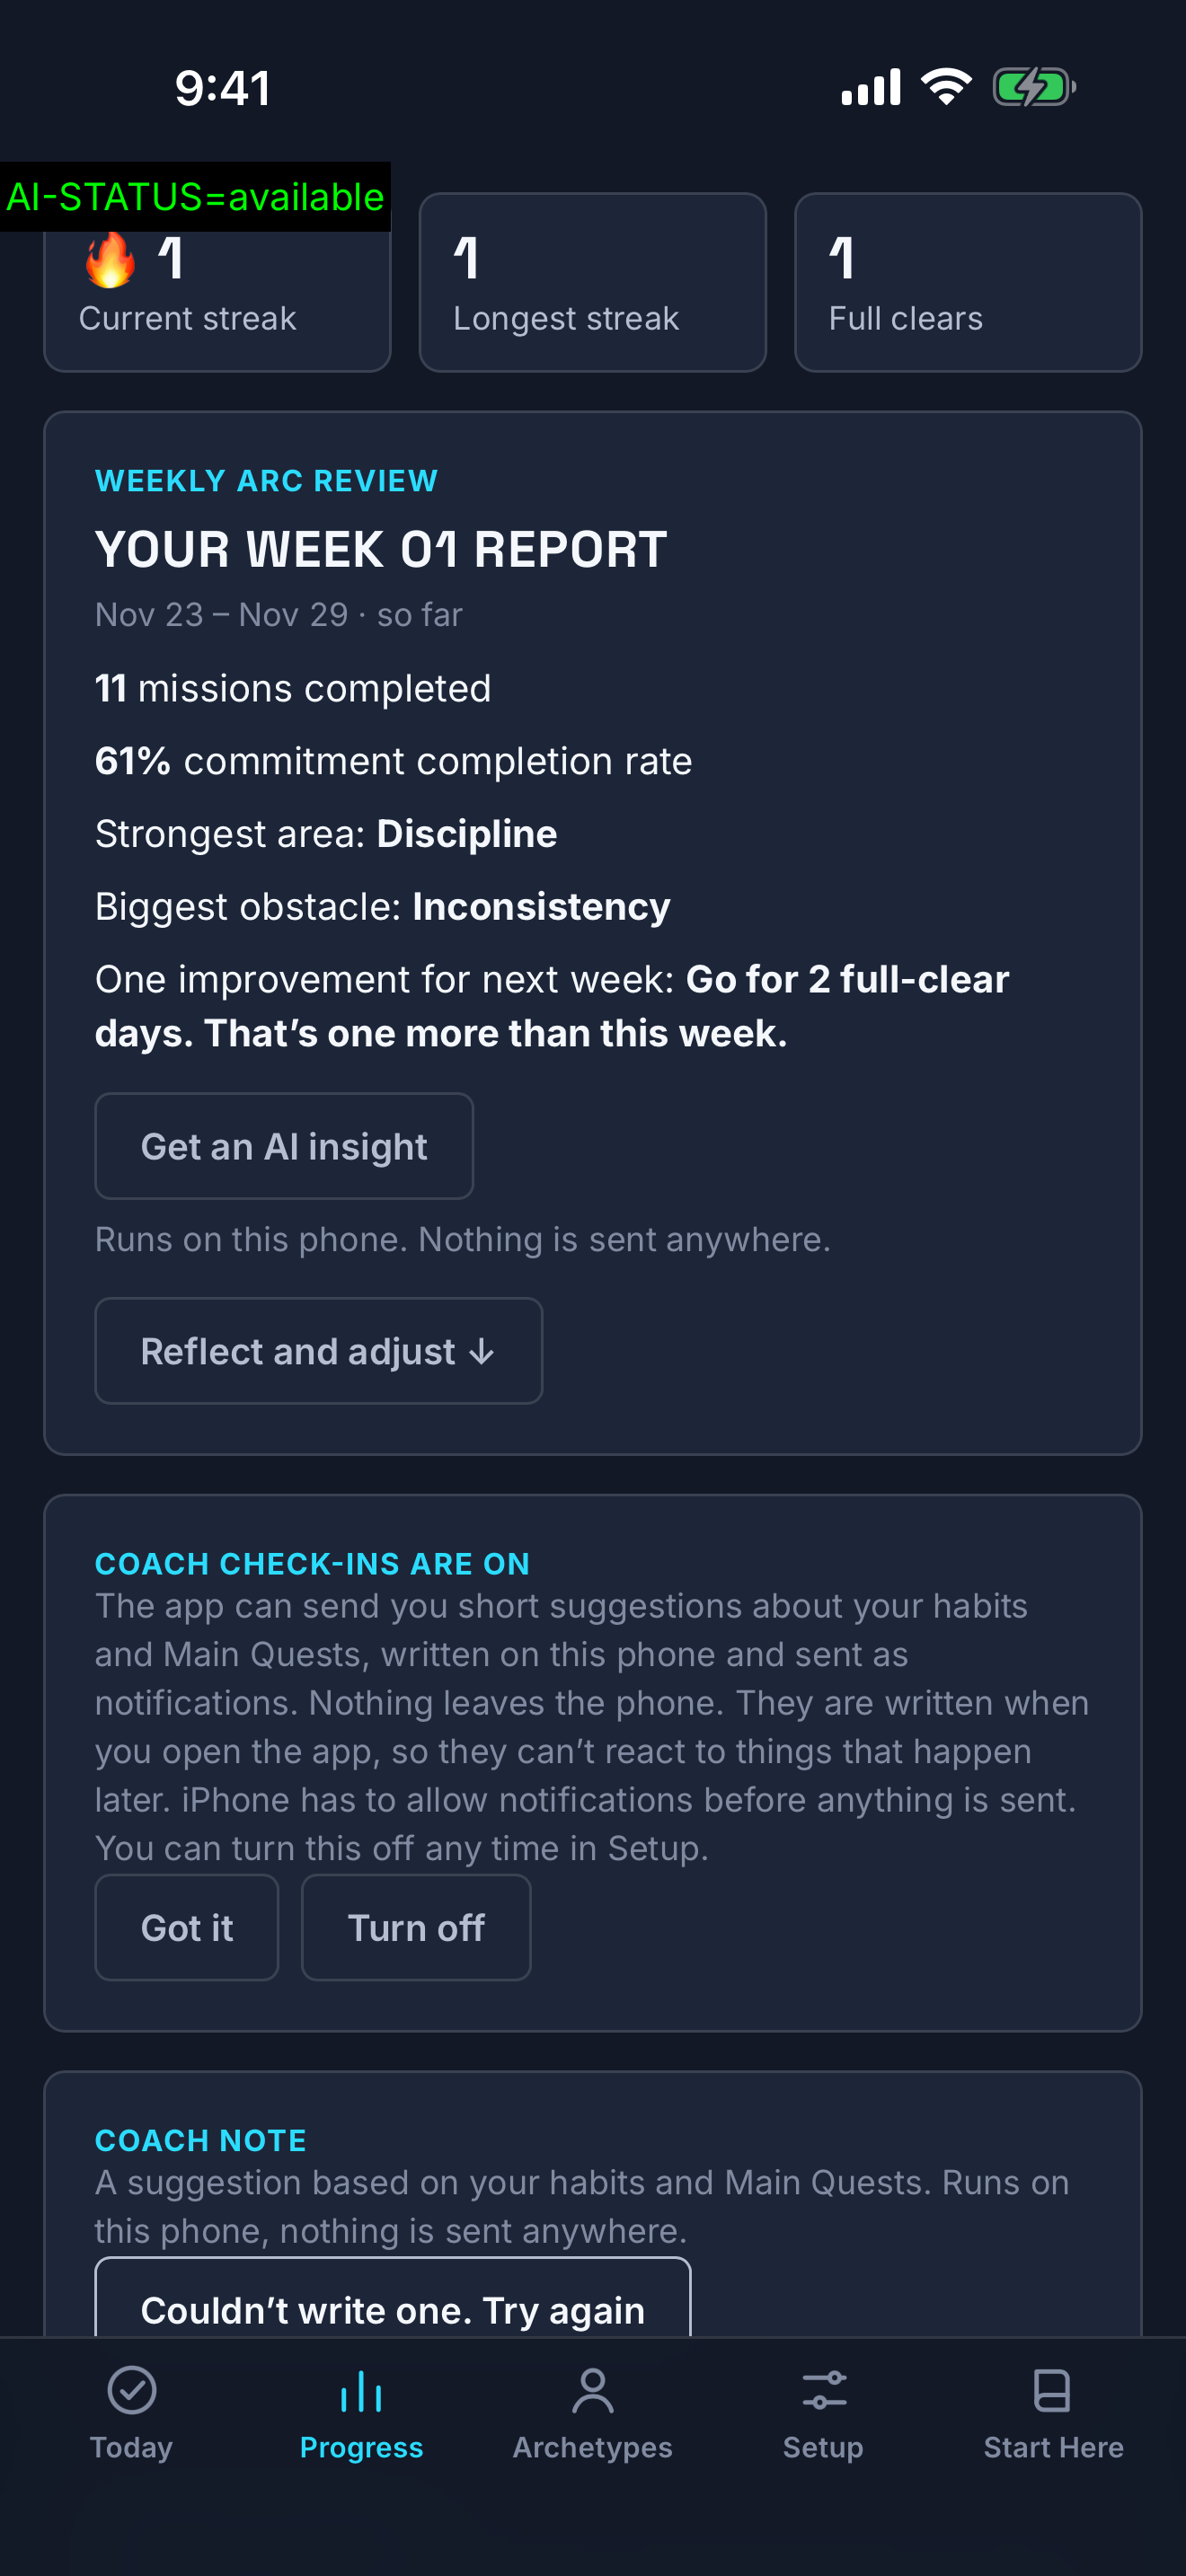 9:41
AI-STATUS=available
🔥 1
Current streak
1
Longest streak
1
Full clears
WEEKLY ARC REVIEW
YOUR WEEK 01 REPORT
Nov 23 – Nov 29 · so far
11 missions completed
61% commitment completion rate
Strongest area: Discipline
Biggest obstacle: Inconsistency
One improvement for next week: Go for 2 full-clear
days. That’s one more than this week.
Get an AI insight
Runs on this phone. Nothing is sent anywhere.
Reflect and adjust ↓
COACH CHECK-INS ARE ON
The app can send you short suggestions about your habits
and Main Quests, written on this phone and sent as
notifications. Nothing leaves the phone. They are written when
you open the app, so they can’t react to things that happen
later. iPhone has to allow notifications before anything is sent.
You can turn this off any time in Setup.
Got it
Turn off
COACH NOTE
A suggestion based on your habits and Main Quests. Runs on
this phone, nothing is sent anywhere.
Couldn’t write one. Try again
Today
Progress
Archetypes
Setup
Start Here